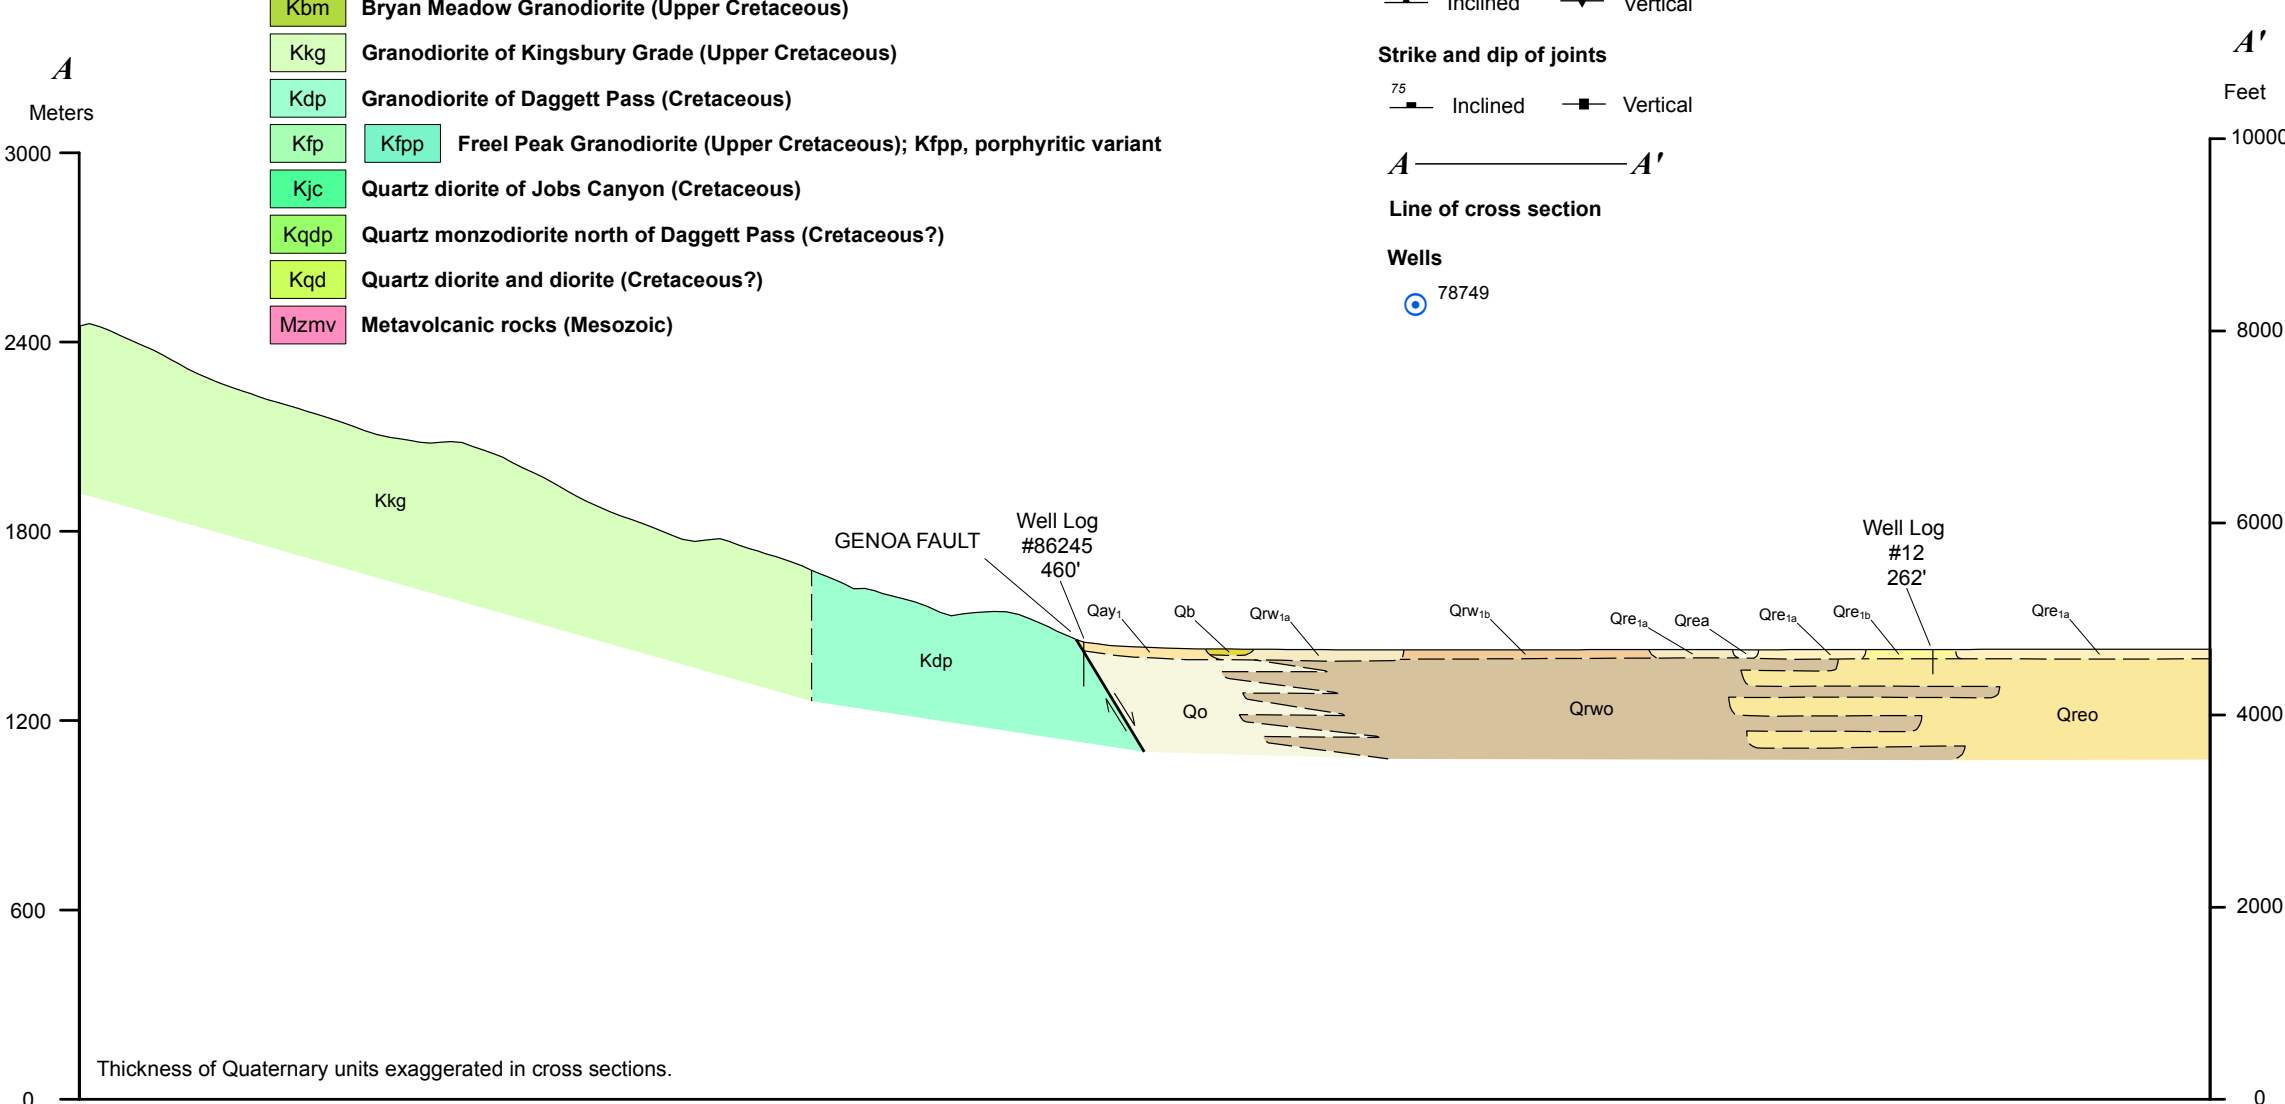 Kbm Bryan Meadow Granodiorite (Upper Cretaceous)
Kkg Granodiorite of Kingsbury Grade (Upper Cretaceous)
Kdp Granodiorite of Daggett Pass (Cretaceous)
Kfp Kfpp Freel Peak Granodiorite (Upper Cretaceous); Kfpp, porphyritic variant
Kjc Quartz diorite of Jobs Canyon (Cretaceous)
Kqdp Quartz monzodiorite north of Daggett Pass (Cretaceous?)
Kqd Quartz diorite and diorite (Cretaceous?)
Mzmv Metavolcanic rocks (Mesozoic)
Inclined Vertical
Strike and dip of joints
75
Inclined Vertical
A A'
Line of cross section
Wells
78749
A
Meters
3000
2400
1800
1200
600
0
A'
Feet
10000
8000
6000
4000
2000
0
GENOA FAULT
Well Log
#86245
460'
Well Log
#12
262'
Qay1
Qb
Qrw1a
Qrw1b
Qre1a
Qrea
Qre1a
Qre1b
Qre1a
Kkg
Kdp
Qo
Qrwo
Qreo
Thickness of Quaternary units exaggerated in cross sections.